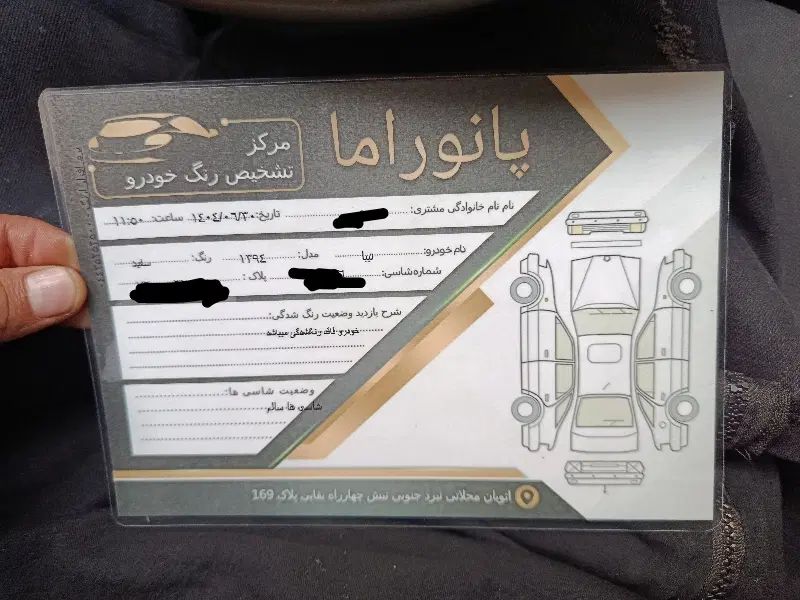 پانوراما
مرکز
تشخیص رنگ خودرو
نام نام خانوادگی مشتری: تاریخ: ۱۴۰۴/۰۶/۳۰ ساعت: ۱۱:۵۰
نام خودرو: تیبا مدل: ۱۳۹۴ رنگ: سفید
شماره شاسی: پلاک:
شرح بازدید وضعیت رنگ شدگی:
خودرو فاقد رنگ شدگی میباشد
وضعیت شاسی ها:
شاسی ها سالم
اتوبان محلاتی نبرد جنوبی نبش چهارراه بقایی پلاک 169